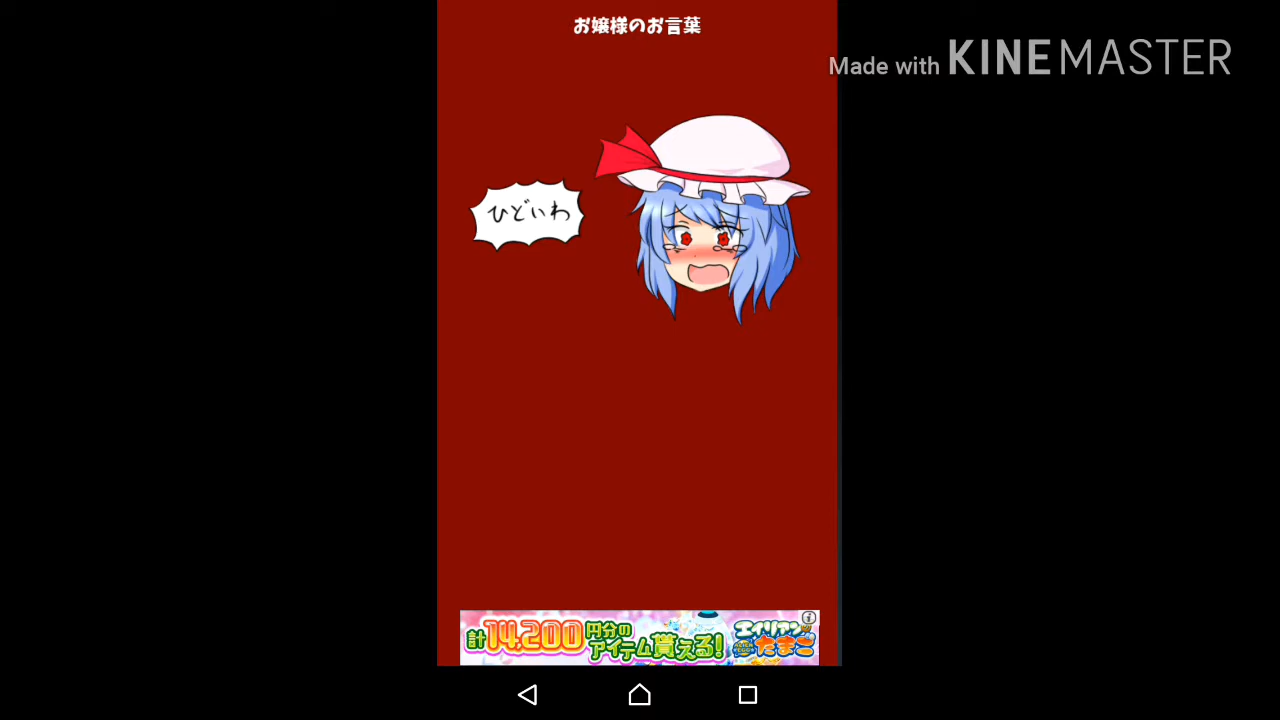 お嬢様のお言葉
Made with KINEMASTER
ひどいわ
計14,200円分の
アイテム貰える!
エイリアンの
たまご